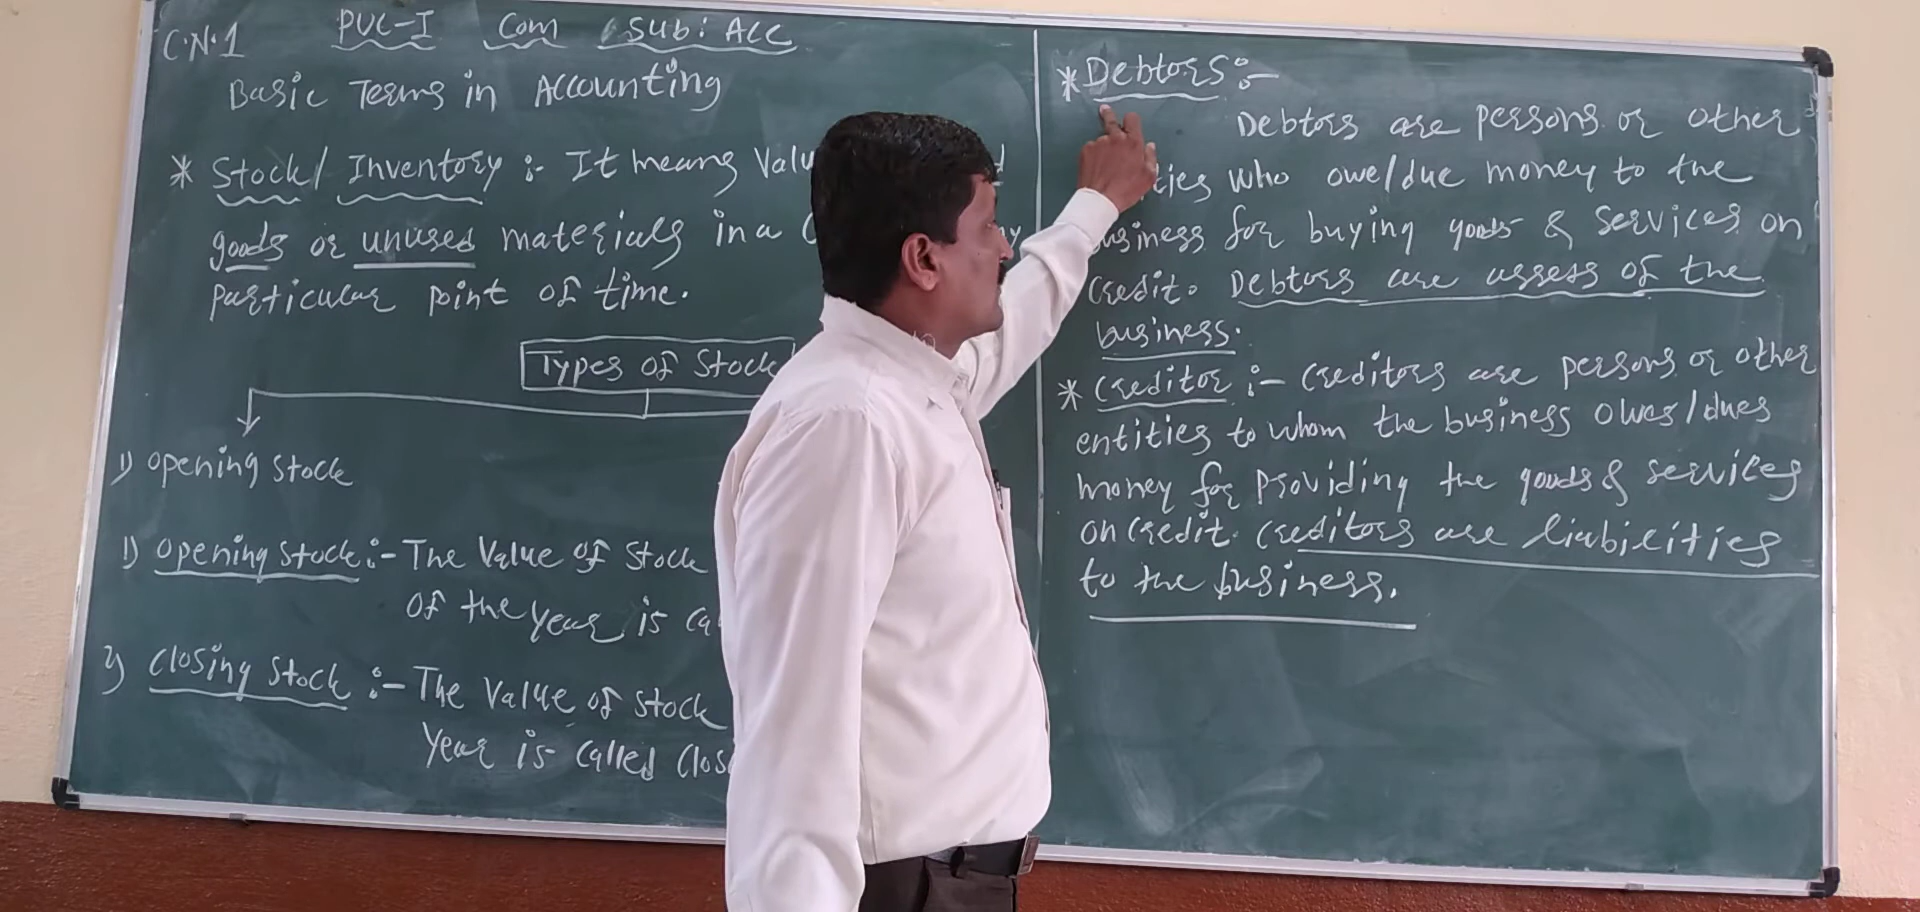 C.N.1 PUC-I Com Sub: Acc
Basic Terms in Accounting
* Stock/ Inventory :- It means Valu
goods or unused materials in a
particular point of time.
Types of Stock
1) Opening Stock
1) Opening Stock :- The Value of Stock
of the year is ca
2) Closing Stock :- The Value of Stock
Year is called Clos
* Debtors :-
Debtors are persons or other
ties who owe/due money to the
business for buying goods & services on
credit. Debtors are assess of the
business.
* Creditor :- Creditors are persons or other
entities to whom the business owes/dues
money for providing the goods & services
on credit. Creditors are liabilities
to the business.